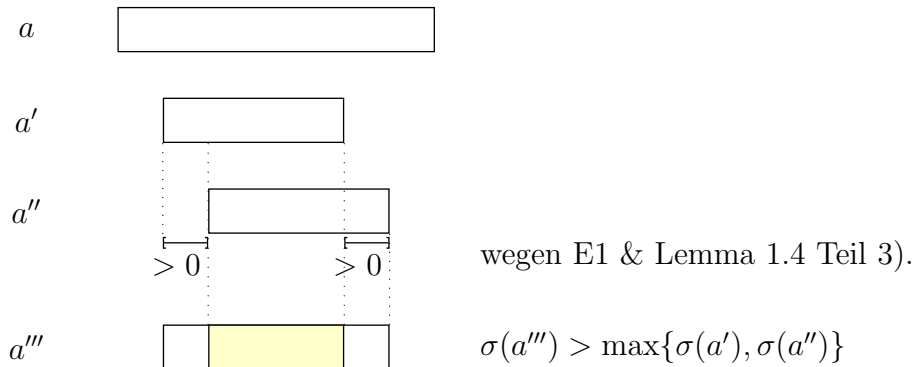 a
a′
a″
> 0 > 0
wegen E1 & Lemma 1.4 Teil 3).
a‴ σ(a‴) > max{σ(a′), σ(a″)}